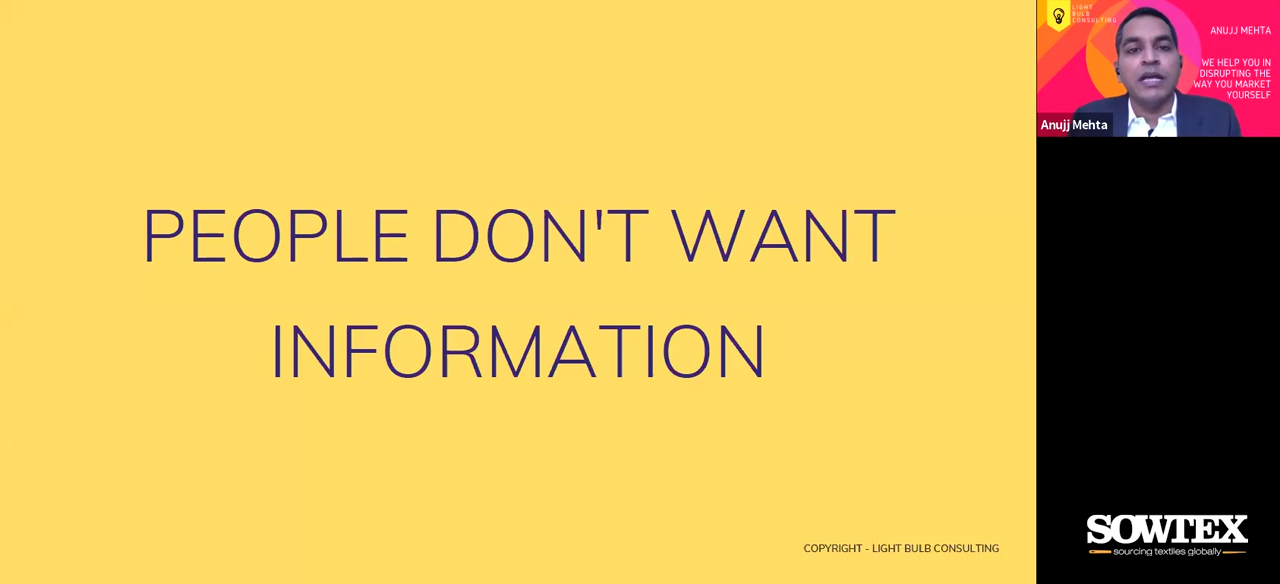 PEOPLE DON'T WANT
INFORMATION
COPYRIGHT - LIGHT BULB CONSULTING
LIGHT
BULB
CONSULTING
ANUJJ MEHTA
WE HELP YOU IN
DISRUPTING THE
WAY YOU MARKET
YOURSELF
Anujj Mehta
SOWTEX
sourcing textiles globally